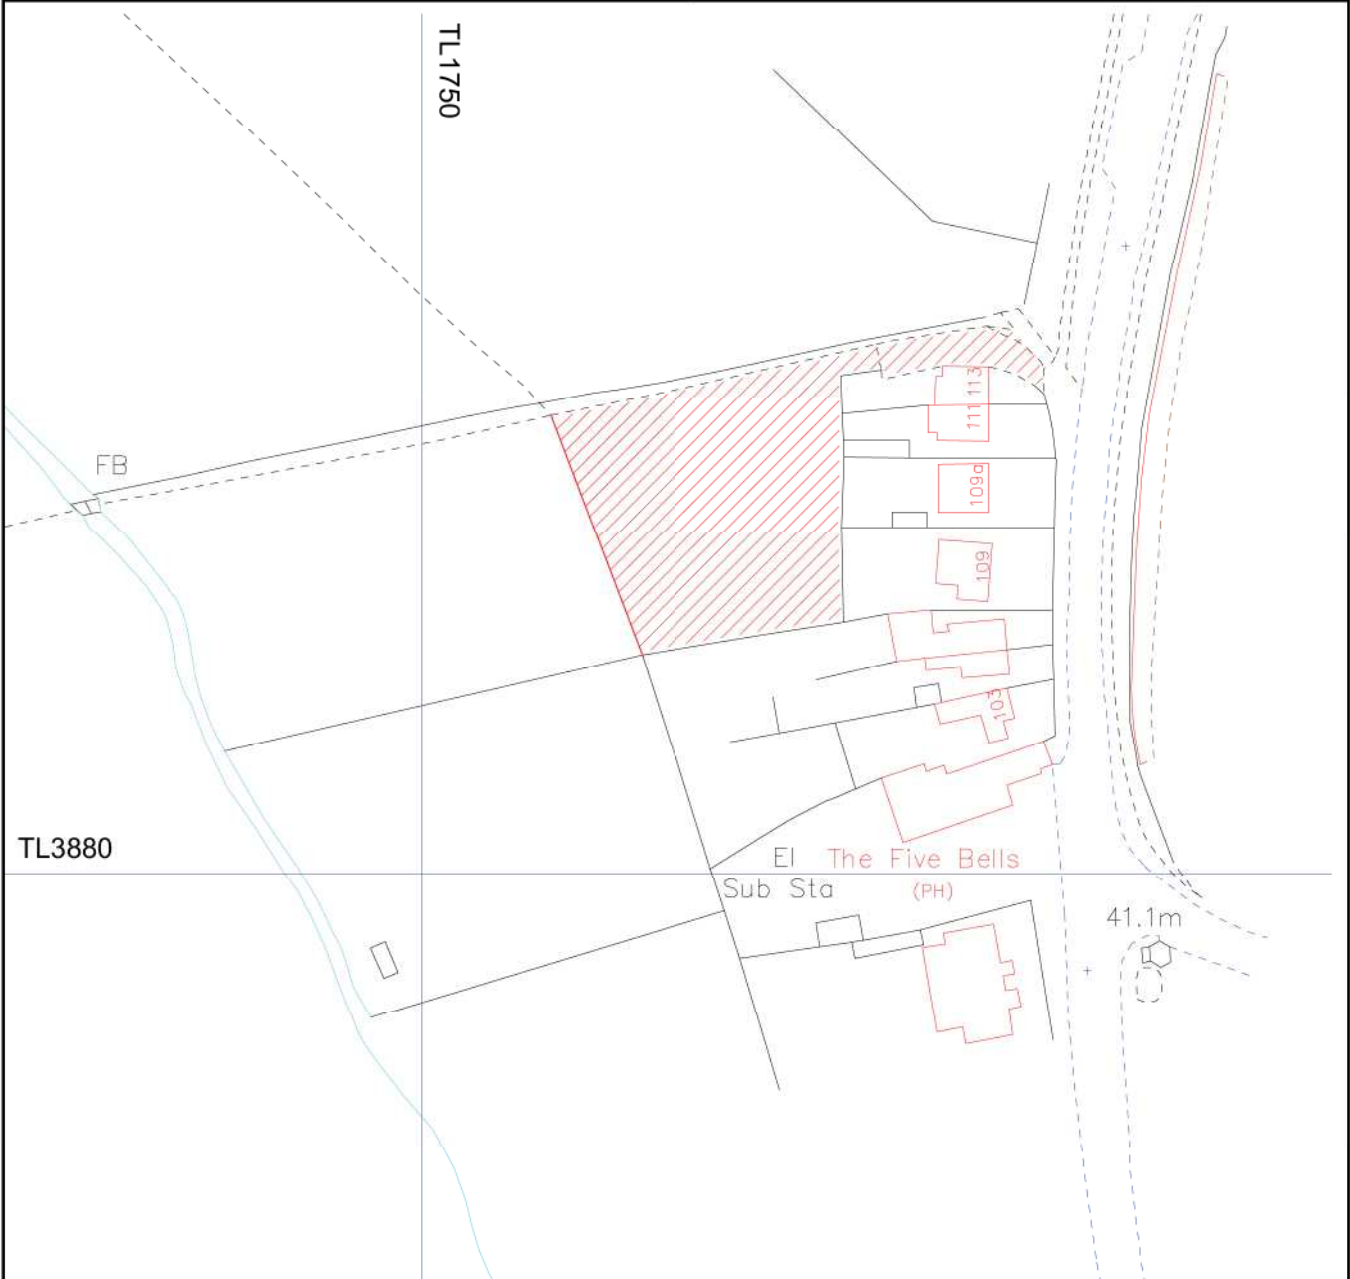 TL1750
FB
113
111
109a
109
103
TL3880
El
Sub Sta
The Five Bells
(PH)
41.1m